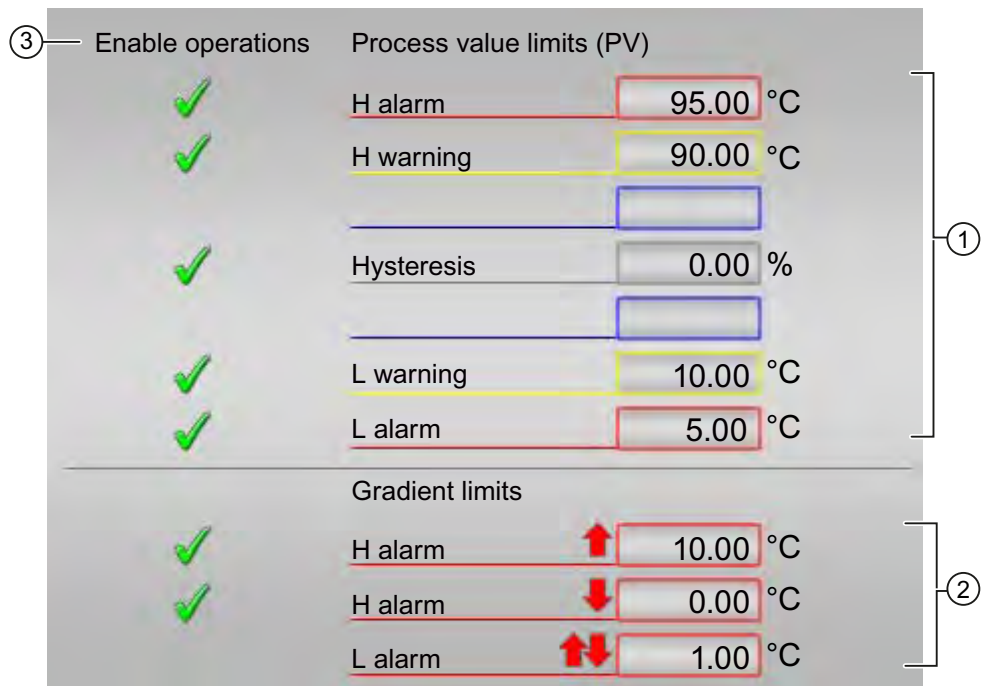 ③ Enable operations Process value limits (PV)
H alarm 95.00 °C
H warning 90.00 °C
①
Hysteresis 0.00 %
L warning 10.00 °C
L alarm 5.00 °C
Gradient limits
H alarm 10.00 °C
②
H alarm 0.00 °C
L alarm 1.00 °C